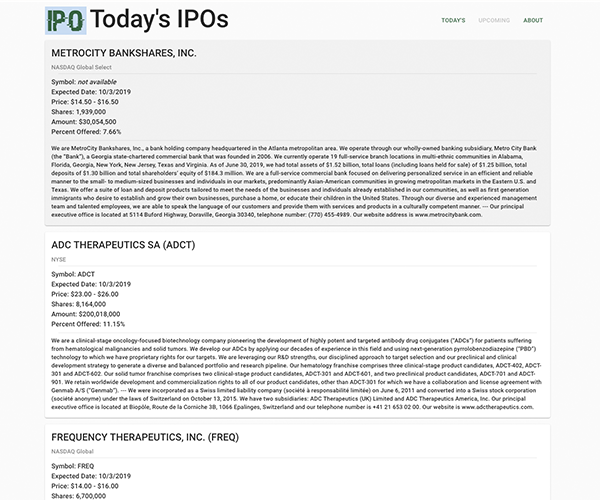 IPO Today's IPOs
TODAY'S UPCOMING ABOUT
METROCITY BANKSHARES, INC.
NASDAQ Global Select
Symbol: not available
Expected Date: 10/3/2019
Price: $14.50 - $16.50
Shares: 1,939,000
Amount: $30,054,500
Percent Offered: 7.66%
We are MetroCity Bankshares, Inc., a bank holding company headquartered in the Atlanta metropolitan area. We operate through our wholly-owned banking subsidiary, Metro City Bank
(the "Bank"), a Georgia state-chartered commercial bank that was founded in 2006. We currently operate 19 full-service branch locations in multi-ethnic communities in Alabama,
Florida, Georgia, New York, New Jersey, Texas and Virginia. As of June 30, 2019, we had total assets of $1.52 billion, total loans (including loans held for sale) of $1.25 billion, total
deposits of $1.30 billion and total shareholders' equity of $184.3 million. We are a full-service commercial bank focused on delivering personalized service in an efficient and reliable
manner to the small- to medium-sized businesses and individuals in our markets, predominantly Asian-American communities in growing metropolitan markets in the Eastern U.S. and
Texas. We offer a suite of loan and deposit products tailored to meet the needs of the businesses and individuals already established in our communities, as well as first generation
immigrants who desire to establish and grow their own businesses, purchase a home, or educate their children in the United States. Through our diverse and experienced management
team and talented employees, we are able to speak the language of our customers and provide them with services and products in a culturally competent manner. --- Our principal
executive office is located at 5114 Buford Highway, Doraville, Georgia 30340, telephone number: (770) 455-4989. Our website address is www.metrocitybank.com.
ADC THERAPEUTICS SA (ADCT)
NYSE
Symbol: ADCT
Expected Date: 10/3/2019
Price: $23.00 - $26.00
Shares: 8,164,000
Amount: $200,018,000
Percent Offered: 11.15%
We are a clinical-stage oncology-focused biotechnology company pioneering the development of highly potent and targeted antibody drug conjugates ("ADCs") for patients suffering
from hematological malignancies and solid tumors. We develop our ADCs by applying our decades of experience in this field and using next-generation pyrrolobenzodiazepine ("PBD")
technology to which we have proprietary rights for our targets. We are leveraging our R&D strengths, our disciplined approach to target selection and our preclinical and clinical
development strategy to generate a diverse and balanced portfolio and research pipeline. Our hematology franchise comprises three clinical-stage product candidates, ADCT-402, ADCT-
301 and ADCT-602. Our solid tumor franchise comprises two clinical-stage product candidates, ADCT-301 and ADCT-601, and two preclinical product candidates, ADCT-701 and ADCT-
901. We retain worldwide development and commercialization rights to all of our product candidates, other than ADCT-301 for which we have a collaboration and license agreement with
Genmab A/S ("Genmab"). --- We were incorporated as a Swiss limited liability company (société à responsabilité limitée) on June 6, 2011 and converted into a Swiss stock corporation
(société anonyme) under the laws of Switzerland on October 13, 2015. We have two subsidiaries: ADC Therapeutics (UK) Limited and ADC Therapeutics America, Inc. Our principal
executive office is located at Biopôle, Route de la Corniche 3B, 1066 Epalinges, Switzerland and our telephone number is +41 21 653 02 00. Our website is www.adctherapeutics.com.
FREQUENCY THERAPEUTICS, INC. (FREQ)
NASDAQ Global
Symbol: FREQ
Expected Date: 10/3/2019
Price: $14.00 - $16.00
Shares: 6,700,000